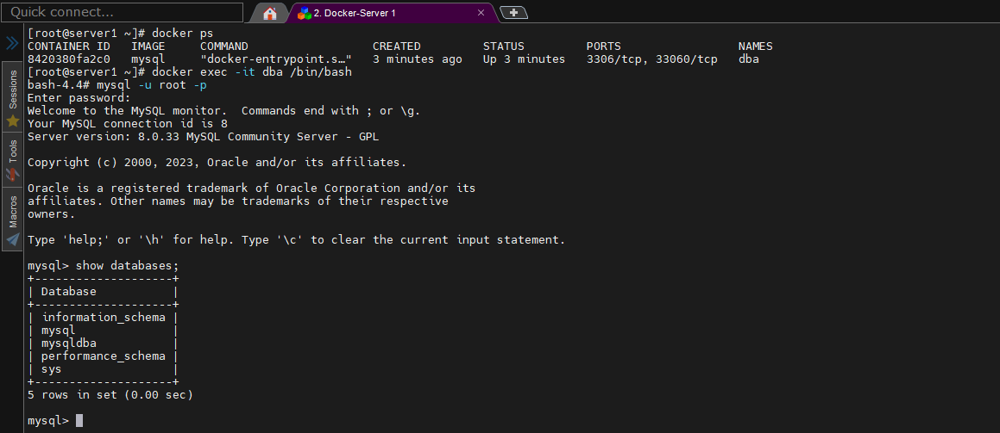 Quick connect...
2. Docker-Server 1
Sessions
Tools
Macros
[root@server1 ~]# docker ps
CONTAINER ID   IMAGE     COMMAND                  CREATED         STATUS         PORTS                 NAMES
8420380fa2c0   mysql     "docker-entrypoint.s…"   3 minutes ago   Up 3 minutes   3306/tcp, 33060/tcp   dba
[root@server1 ~]# docker exec -it dba /bin/bash
bash-4.4# mysql -u root -p
Enter password:
Welcome to the MySQL monitor.  Commands end with ; or \g.
Your MySQL connection id is 8
Server version: 8.0.33 MySQL Community Server - GPL
Copyright (c) 2000, 2023, Oracle and/or its affiliates.
Oracle is a registered trademark of Oracle Corporation and/or its
affiliates. Other names may be trademarks of their respective
owners.
Type 'help;' or '\h' for help. Type '\c' to clear the current input statement.
mysql> show databases;
+--------------------+
| Database           |
+--------------------+
| information_schema |
| mysql              |
| mysqldba           |
| performance_schema |
| sys                |
+--------------------+
5 rows in set (0.00 sec)
mysql>